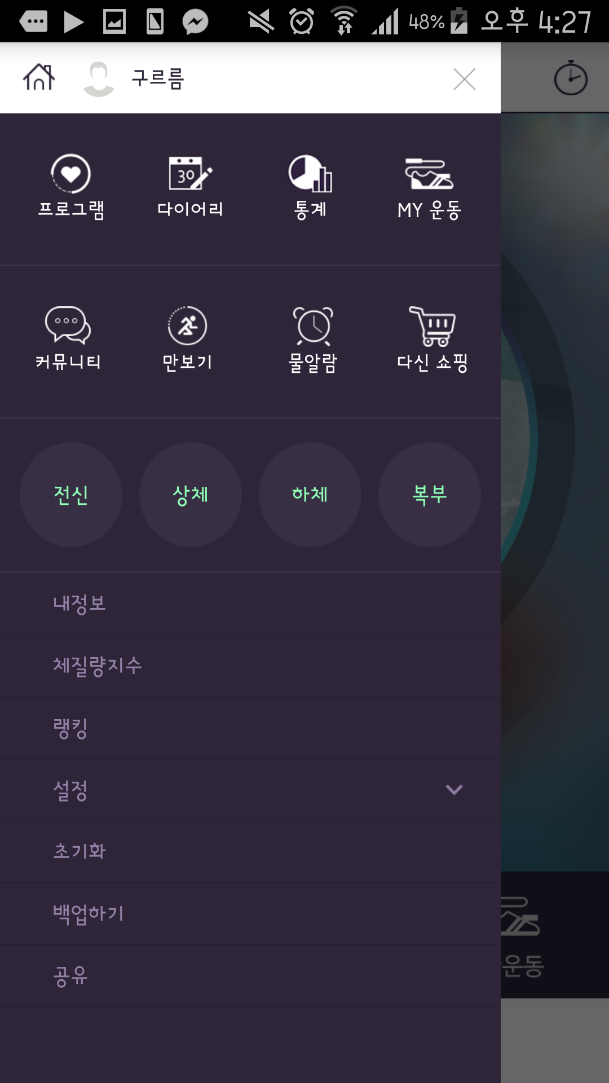 48% 오후 4:27
구르름
프로그램 다이어리 통계 MY 운동
30
커뮤니티 만보기 물알람 다신 쇼핑
전신 상체 하체 복부
내정보
체질량지수
랭킹
설정
초기화
백업하기
공유
운동